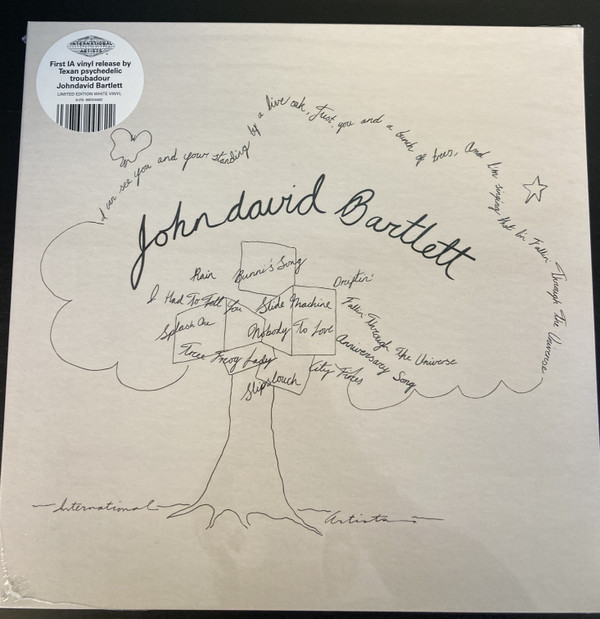 INTERNATIONAL
ARTISTS
First IA vinyl release by
Texan psychedelic
troubadour
Johndavid Bartlett
LIMITED EDITION WHITE VINYL
I can see you and your standing by a live oak, Just you and a bunch of trees, And I'm singing that I'm Fallin Through The Universe
Johndavid Bartlett
Rain
Bunni's Song
Driftin'
I Had To Tell You
Slide Machine
Fallin Through The Universe
Splash One
Nobody To Love
Anniversary Song
Tree Frog Lady
City Fires
Slipslouch
International
Artists